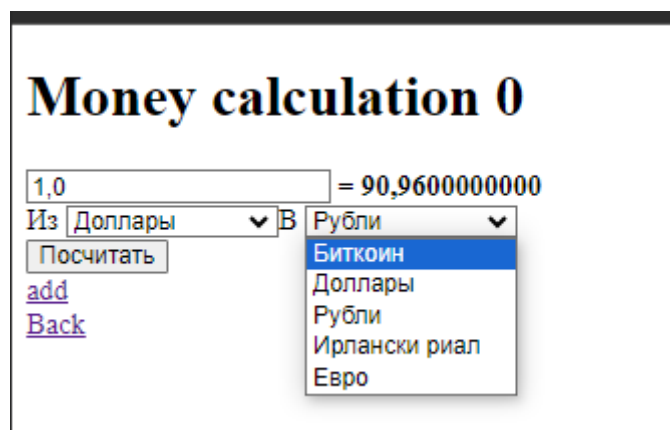 Money calculation 0
1,0 = 90,9600000000
Из Доллары В Рубли
Посчитать
Биткоин
add
Доллары
Back
Рубли
Ирлански риал
Евро